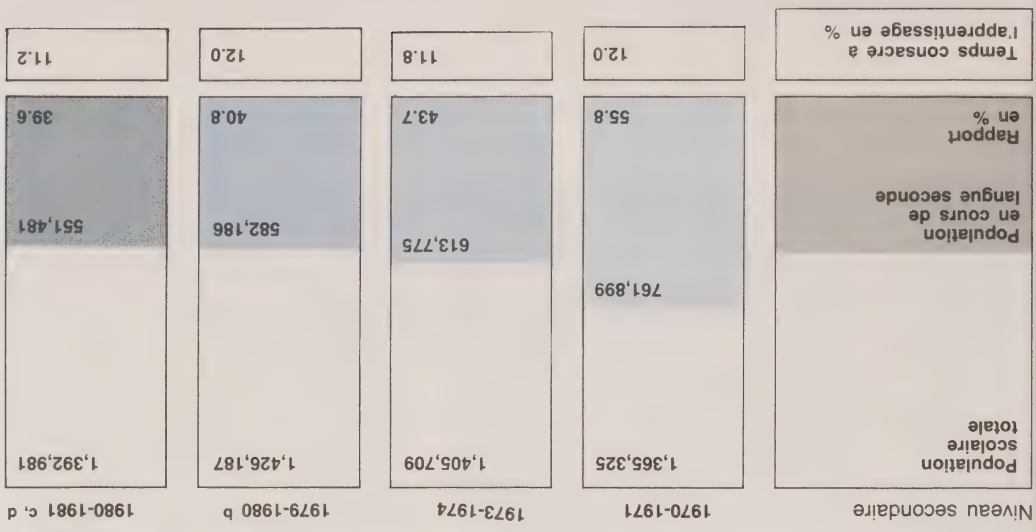 Niveau secondaire 1970-1971 1973-1974 1979-1980 b 1980-1981 c, d
Population 1,365,325 1,405,709 1,426,187 1,392,981
scolaire
totale
761,899
613,775
Population 582,186 551,481
en cours de
langue seconde
Rapport 55.8 43.7 40.8 39.6
en %
Temps consacré à 12.0 11.8 12.0 11.2
l'apprentissage en %